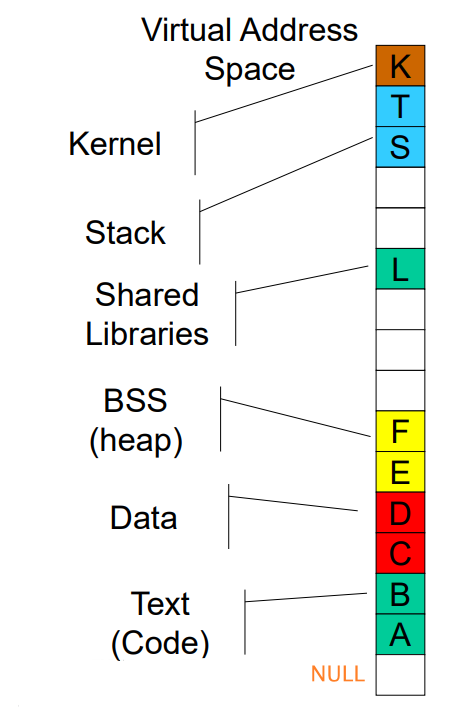 Virtual Address
Space
K
T
Kernel
S
Stack
L
Shared
Libraries
BSS
(heap)
F
E
Data
D
C
Text
(Code)
B
A
NULL